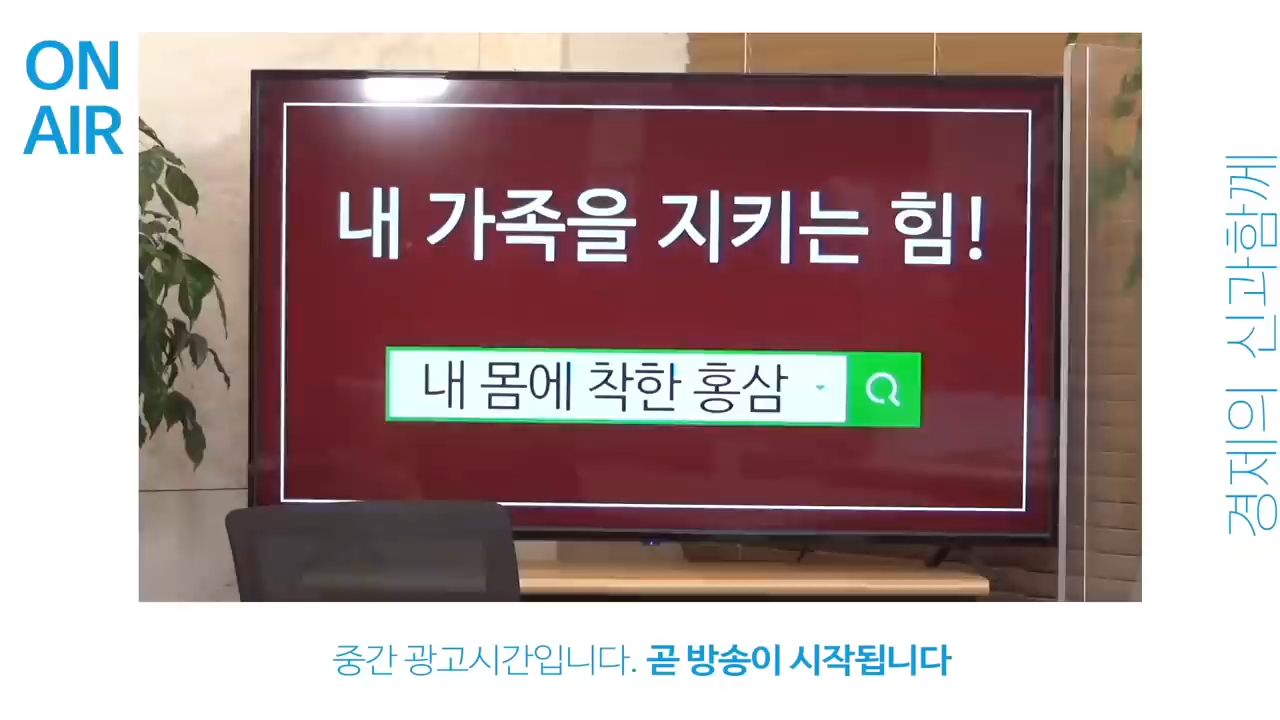 ON
AIR
내 가족을 지키는 힘!
내 몸에 착한 홍삼
경제의 신과함께
중간 광고시간입니다. 곧 방송이 시작됩니다